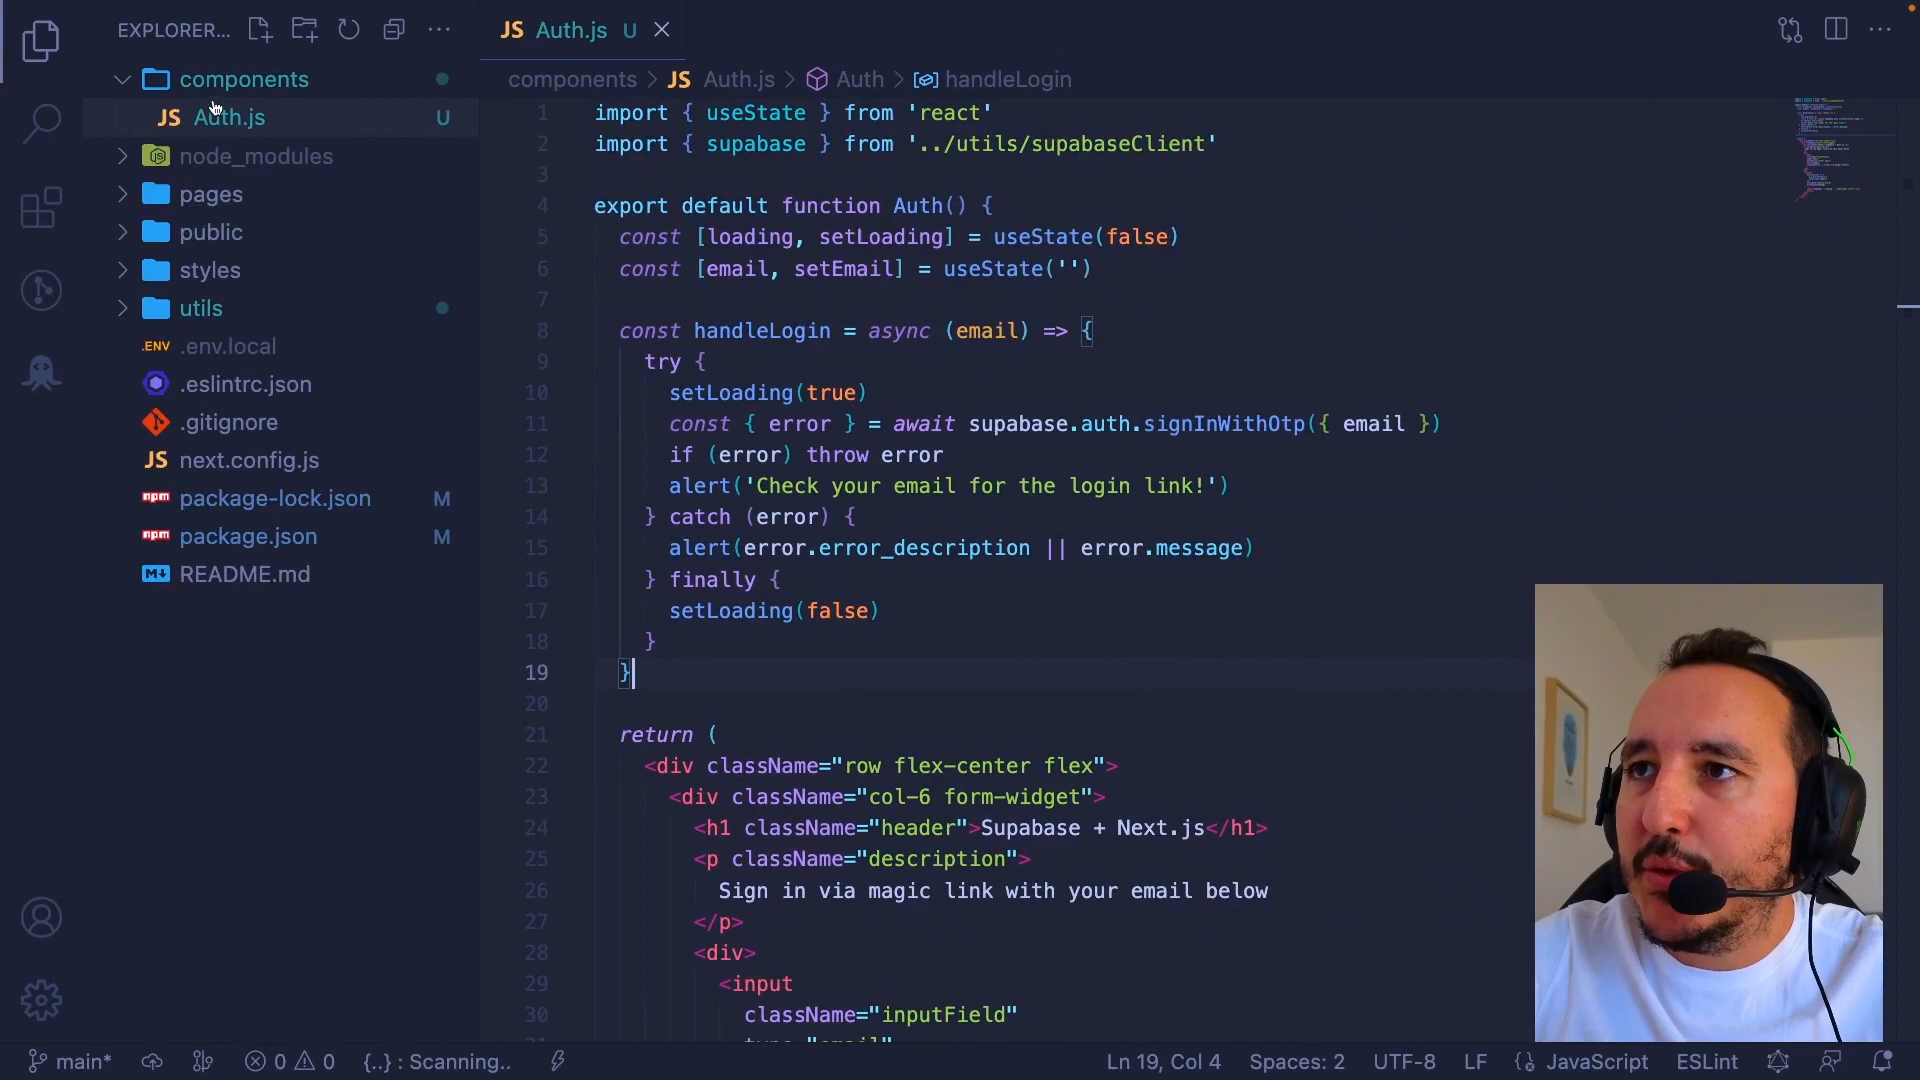 EXPLORER...
components
JS Auth.js U
node_modules
pages
public
styles
utils
.ENV .env.local
.eslintrc.json
.gitignore
JS next.config.js
npm package-lock.json M
npm package.json M
README.md
JS Auth.js U
components > JS Auth.js > Auth > handleLogin
1 import { useState } from 'react'
2 import { supabase } from '../utils/supabaseClient'
3
4 export default function Auth() {
5 const [loading, setLoading] = useState(false)
6 const [email, setEmail] = useState('')
7
8 const handleLogin = async (email) => {
9 try {
10 setLoading(true)
11 const { error } = await supabase.auth.signInWithOtp({ email })
12 if (error) throw error
13 alert('Check your email for the login link!')
14 } catch (error) {
15 alert(error.error_description || error.message)
16 } finally {
17 setLoading(false)
18 }
19 }
20
21 return (
22 <div className="row flex-center flex">
23 <div className="col-6 form-widget">
24 <h1 className="header">Supabase + Next.js</h1>
25 <p className="description">
26 Sign in via magic link with your email below
27 </p>
28 <div>
29 <input
30 className="inputField"
main* 0 0 {..} : Scanning.. Ln 19, Col 4 Spaces: 2 UTF-8 LF {} JavaScript ESLint